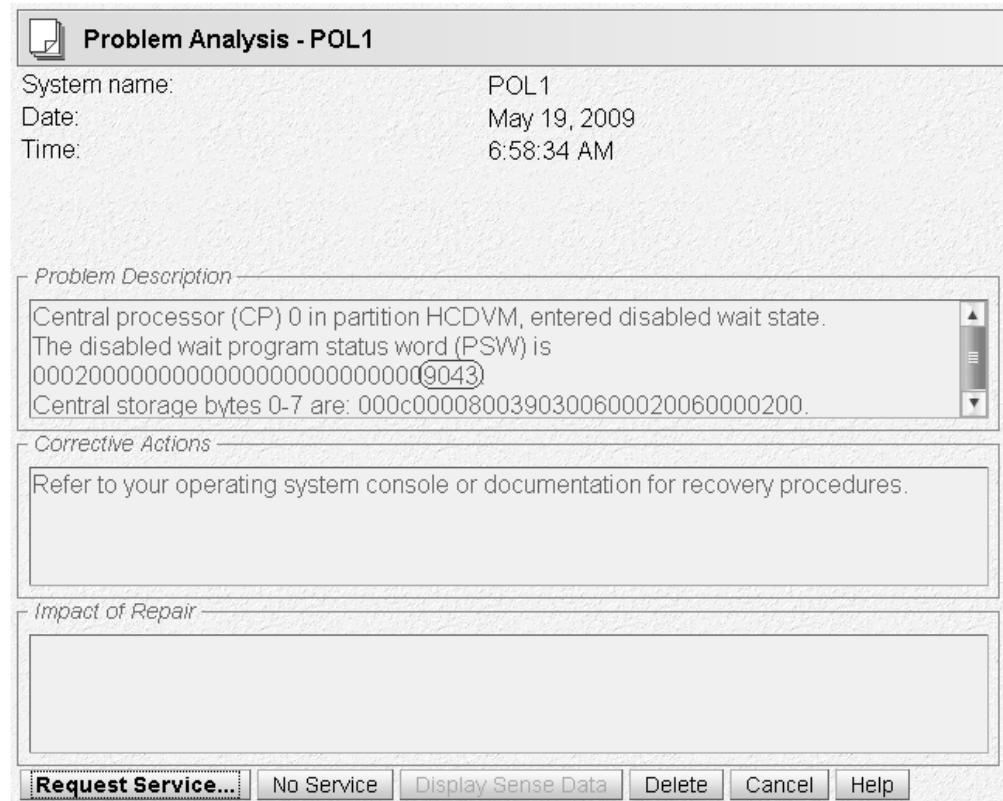 Problem Analysis - POL1
System name: POL1
Date: May 19, 2009
Time: 6:58:34 AM
Problem Description
Central processor (CP) 0 in partition HCDVM, entered disabled wait state.
The disabled wait program status word (PSW) is
00020000000000000000000000009043.
Central storage bytes 0-7 are: 000c0000800390300600020060000200.
Corrective Actions
Refer to your operating system console or documentation for recovery procedures.
Impact of Repair
Request Service... No Service Display Sense Data Delete Cancel Help